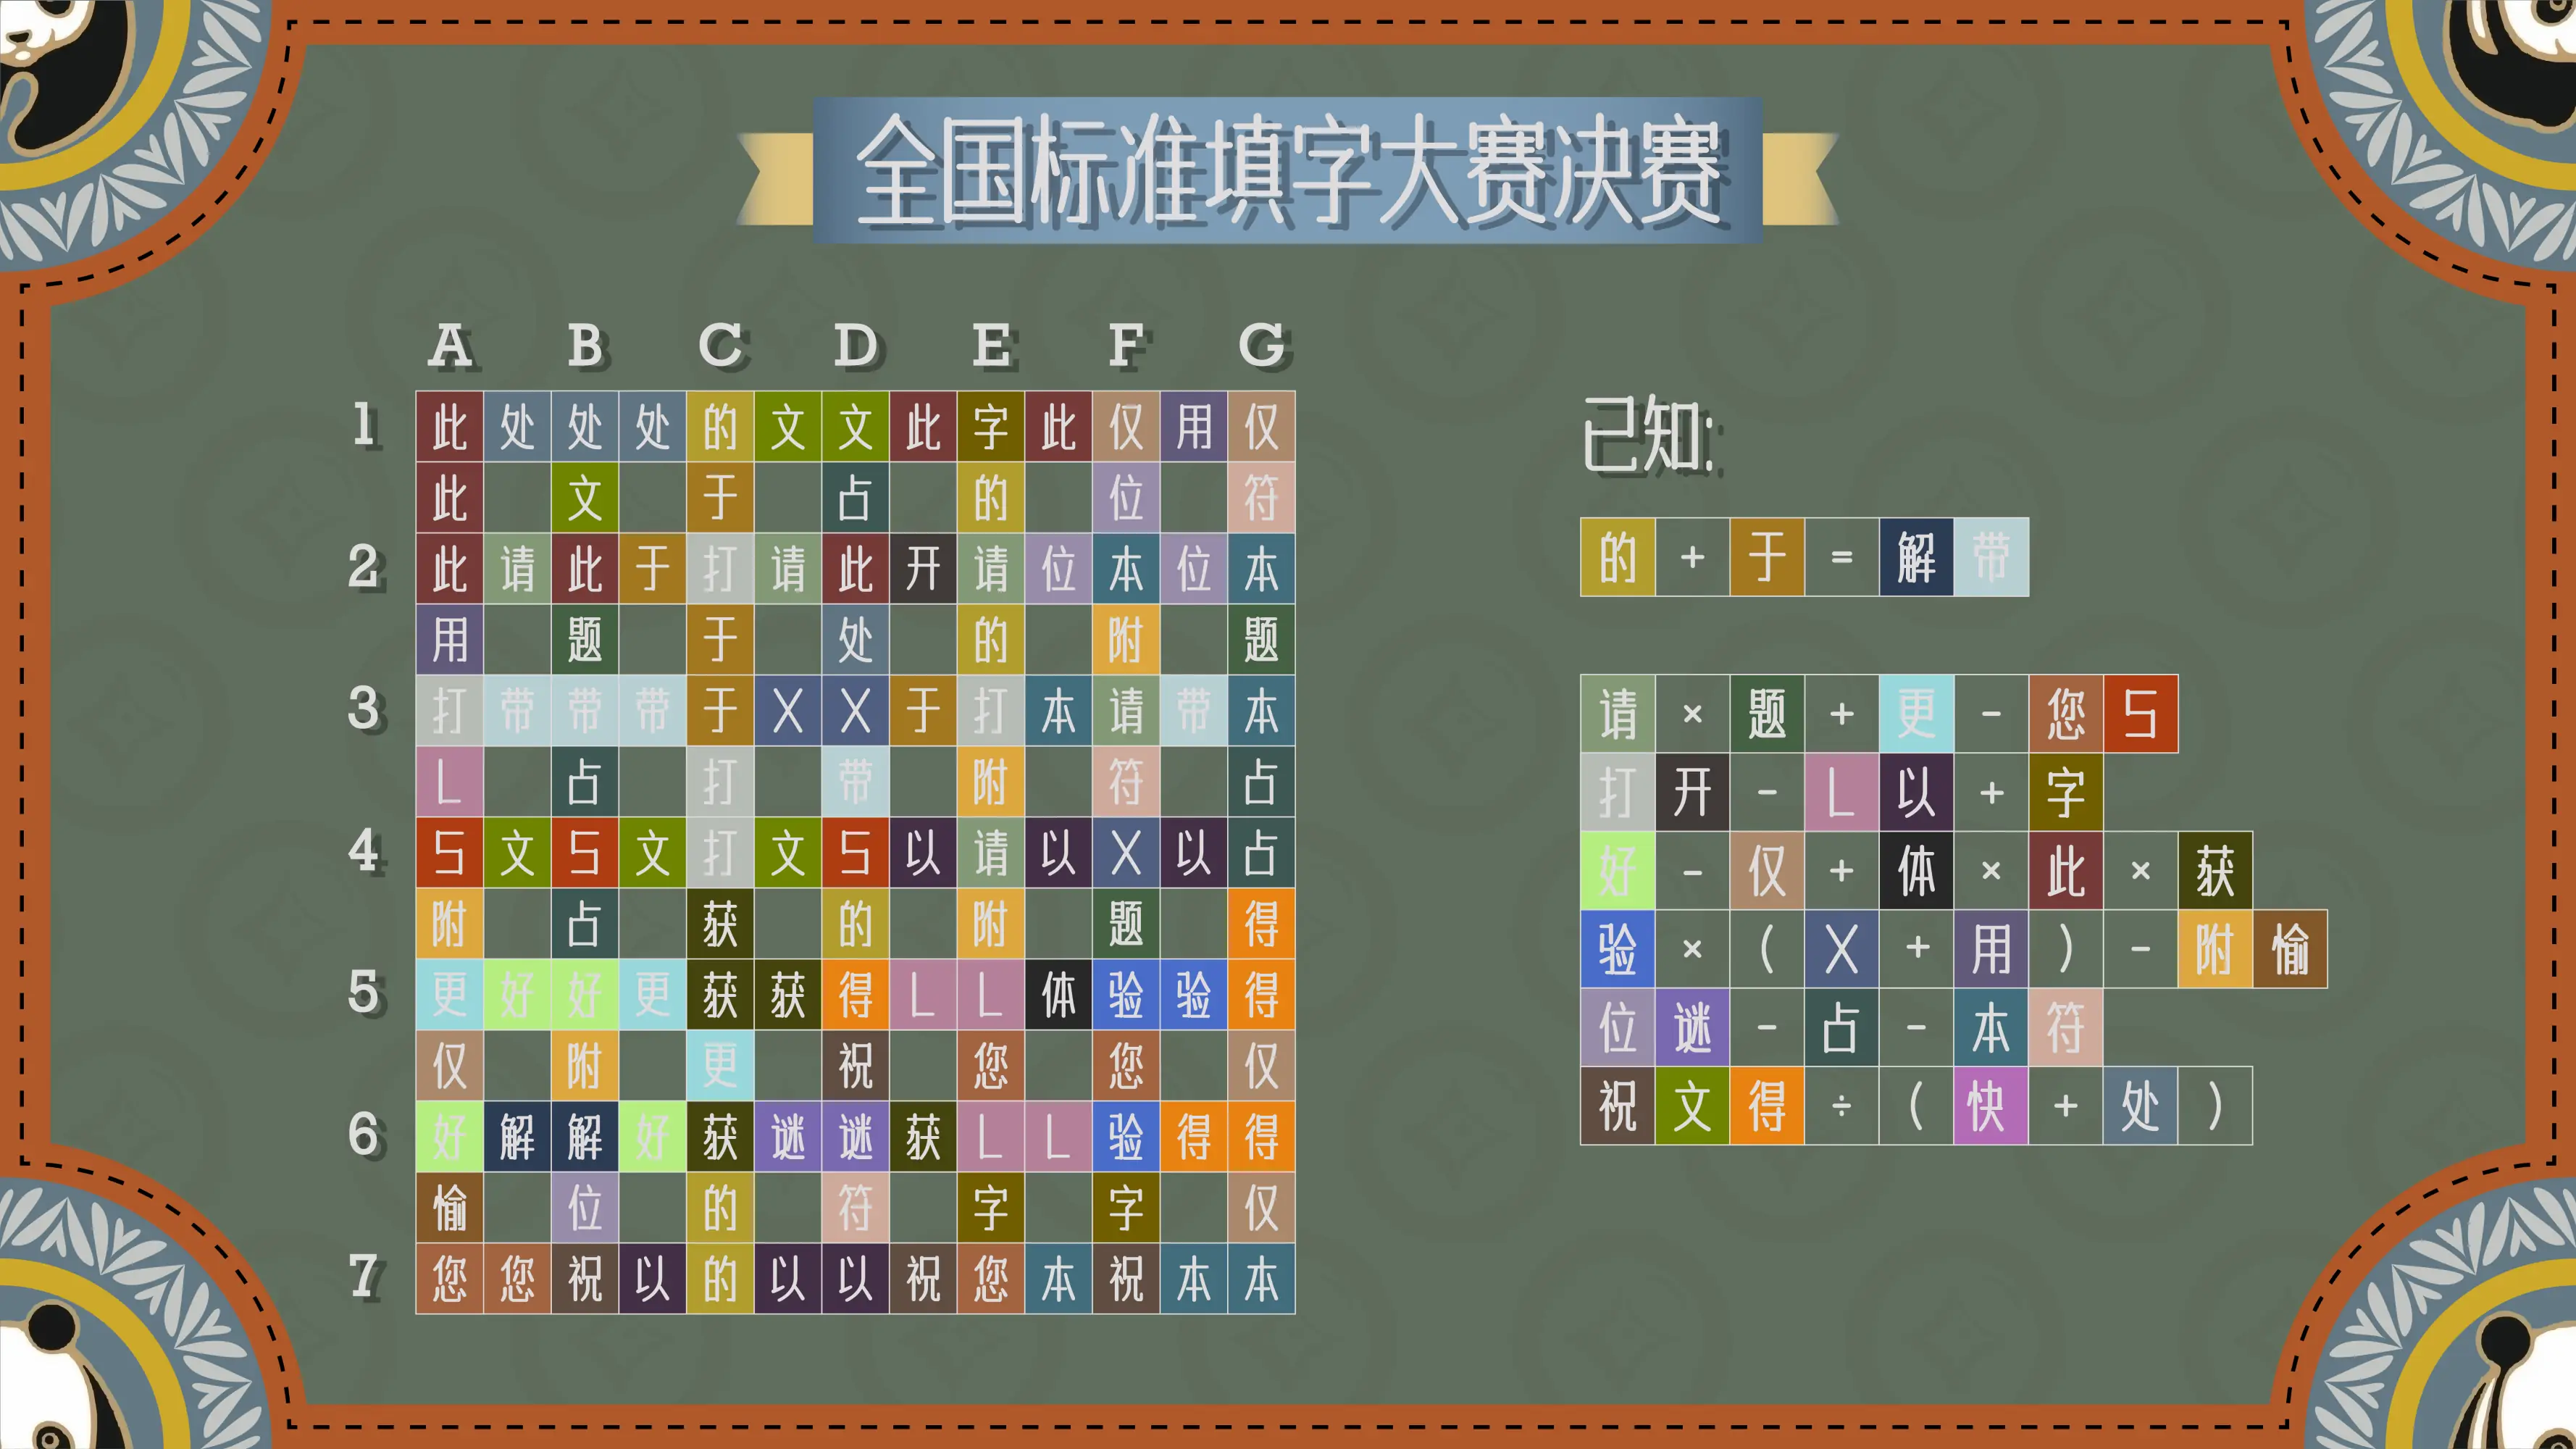 全国标准填字大赛决赛
A B C D E F G
1 此 处 处 处 的 文 文 此 字 此 仅 用 仅
此 文 于 占 的 位 符
2 此 请 此 于 打 请 此 开 请 位 本 位 本
用 题 于 处 的 附 题
3 打 带 带 带 于 X X 于 打 本 请 带 本
L 占 打 带 附 符 占
4 5 文 5 文 打 文 5 以 请 以 X 以 占
附 占 获 的 附 题 得
5 更 好 好 更 获 获 得 L L 体 验 验 得
仅 附 更 祝 您 您 仅
6 好 解 解 好 获 谜 谜 获 L L 验 得 得
愉 位 的 符 字 字 仅
7 您 您 祝 以 的 以 以 祝 您 本 祝 本 本
已知:
的 + 于 = 解 带
请 × 题 + 更 - 您 5
打 开 - L 以 + 字
好 - 仅 + 体 × 此 × 获
验 × ( X + 用 ) - 附 愉
位 谜 - 占 - 本 符
祝 文 得 ÷ ( 快 + 处 )